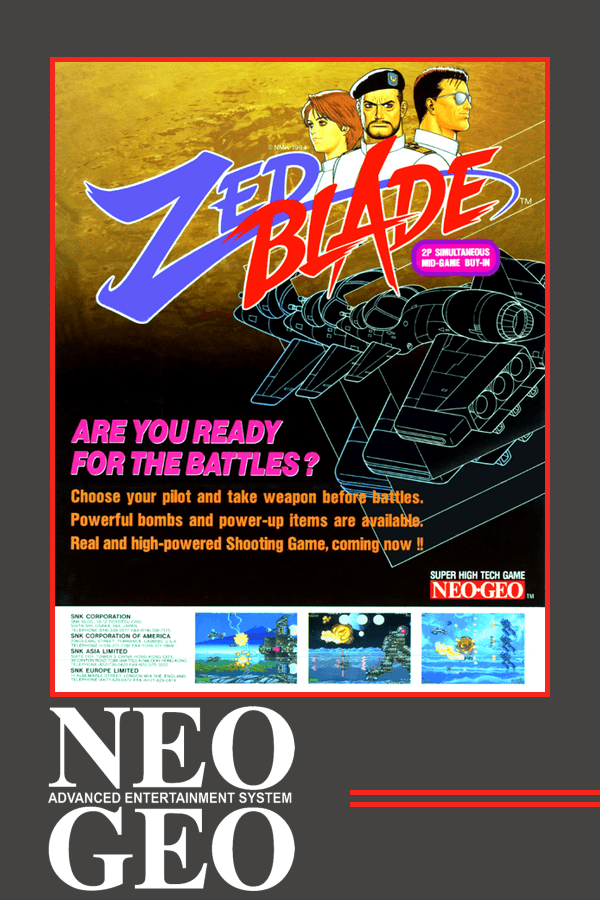 © NMK 1994
ZED
BLADE
TM
2P SIMULTANEOUS
MID-GAME BUY-IN
ARE YOU READY
FOR THE BATTLES?
Choose your pilot and take weapon before battles.
Powerful bombs and power-up items are available.
Real and high-powered Shooting Game, coming now !!
SUPER HIGH TECH GAME
NEO·GEO TM
SNK CORPORATION
SNK CORPORATION OF AMERICA
SNK ASIA LIMITED
SNK EUROPE LIMITED
NEO
ADVANCED ENTERTAINMENT SYSTEM
GEO